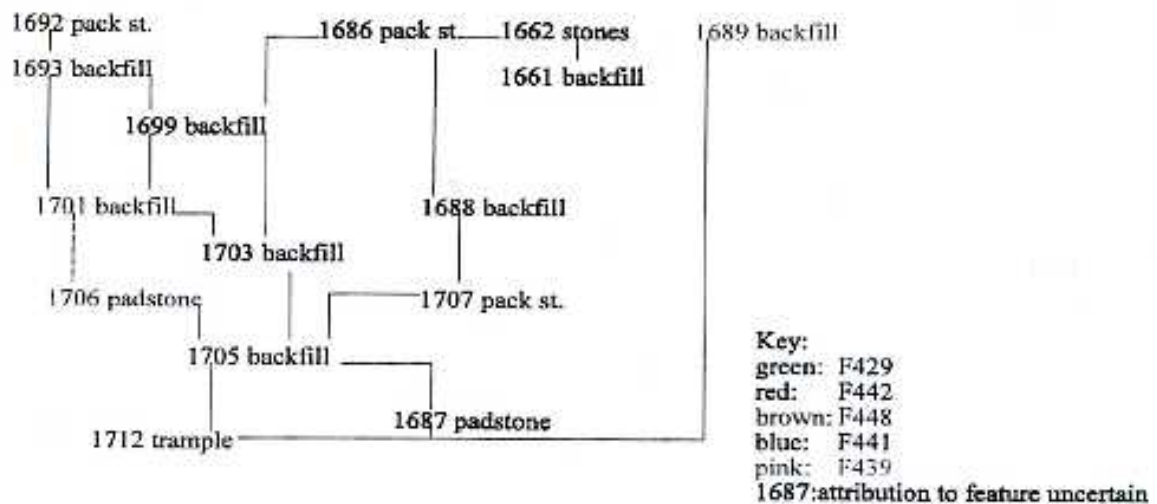 1692 pack st.
1686 pack st.
1662 stones
1689 backfill
1693 backfill
1661 backfill
1699 backfill
1701 backfill
1688 backfill
1703 backfill
1706 padstone
1707 pack st.
1705 backfill
1687 padstone
1712 trample
Key:
green: F429
red: F442
brown: F448
blue: F441
pink: F439
1687:attribution to feature uncertain